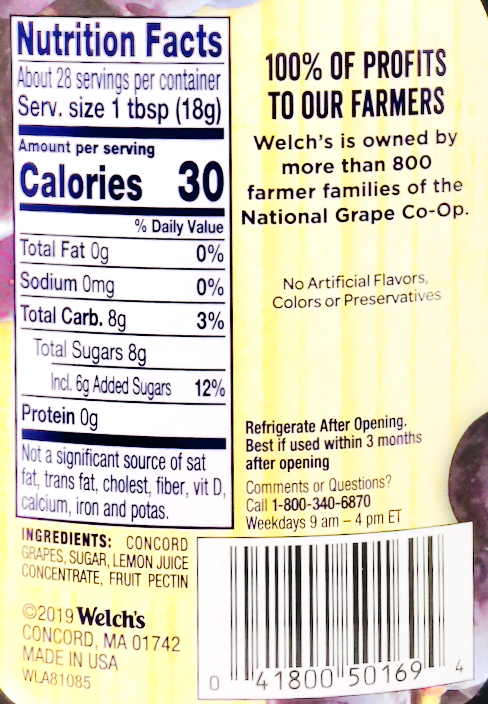 Nutrition Facts
About 28 servings per container
Serv. size 1 tbsp (18g)
Amount per serving
Calories 30
% Daily Value
Total Fat 0g 0%
Sodium 0mg 0%
Total Carb. 8g 3%
Total Sugars 8g
Incl. 6g Added Sugars 12%
Protein 0g
Not a significant source of sat
fat, trans fat, cholest, fiber, vit D,
calcium, iron and potas.
INGREDIENTS: CONCORD
GRAPES, SUGAR, LEMON JUICE
CONCENTRATE, FRUIT PECTIN
©2019 Welch's
CONCORD, MA 01742
MADE IN USA
WLA81085
100% OF PROFITS
TO OUR FARMERS
Welch's is owned by
more than 800
farmer families of the
National Grape Co-Op.
No Artificial Flavors,
Colors or Preservatives
Refrigerate After Opening.
Best if used within 3 months
after opening
Comments or Questions?
Call 1-800-340-6870
Weekdays 9 am – 4 pm ET
0 41800 50169 4